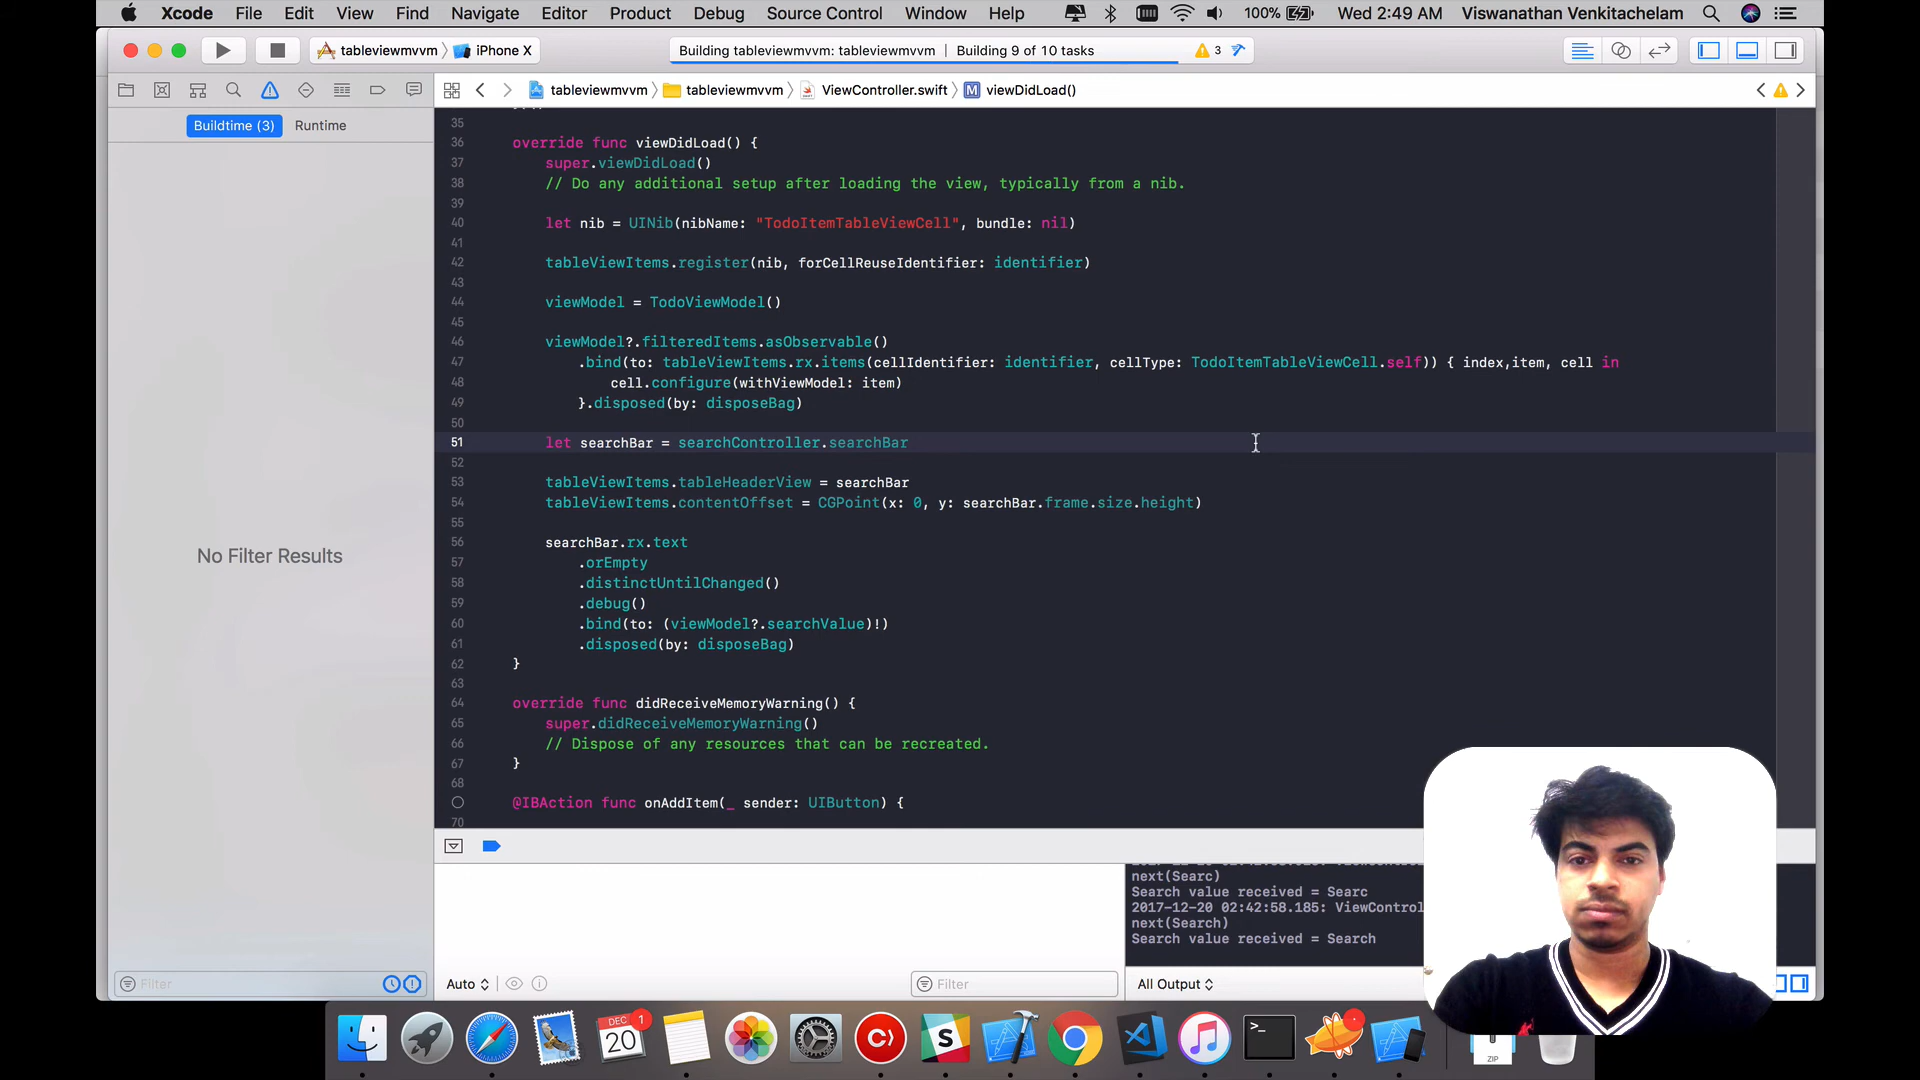 Xcode File Edit View Find Navigate Editor Product Debug Source Control Window Help 100% Wed 2:49 AM Viswanathan Venkitachelam
tableviewmvvm iPhone X Building tableviewmvvm: tableviewmvvm | Building 9 of 10 tasks 3
tableviewmvvm tableviewmvvm ViewController.swift M viewDidLoad()
Buildtime (3) Runtime
35
36 override func viewDidLoad() {
37 super.viewDidLoad()
38 // Do any additional setup after loading the view, typically from a nib.
39
40 let nib = UINib(nibName: "TodoItemTableViewCell", bundle: nil)
41
42 tableViewItems.register(nib, forCellReuseIdentifier: identifier)
43
44 viewModel = TodoViewModel()
45
46 viewModel?.filteredItems.asObservable()
47 .bind(to: tableViewItems.rx.items(cellIdentifier: identifier, cellType: TodoItemTableViewCell.self)) { index,item, cell in
48 cell.configure(withViewModel: item)
49 }.disposed(by: disposeBag)
50
51 let searchBar = searchController.searchBar
52
53 tableViewItems.tableHeaderView = searchBar
54 tableViewItems.contentOffset = CGPoint(x: 0, y: searchBar.frame.size.height)
55
56 searchBar.rx.text
57 .orEmpty
58 .distinctUntilChanged()
59 .debug()
60 .bind(to: (viewModel?.searchValue)!)
61 .disposed(by: disposeBag)
62 }
63
64 override func didReceiveMemoryWarning() {
65 super.didReceiveMemoryWarning()
66 // Dispose of any resources that can be recreated.
67 }
68
@IBAction func onAddItem(_ sender: UIButton) {
70
No Filter Results
next(Searc)
Search value received = Searc
2017-12-20 02:42:58.185: ViewControl
next(Search)
Search value received = Search
Filter
Auto
Filter
All Output
DEC 1
20
S
>_
ZIP